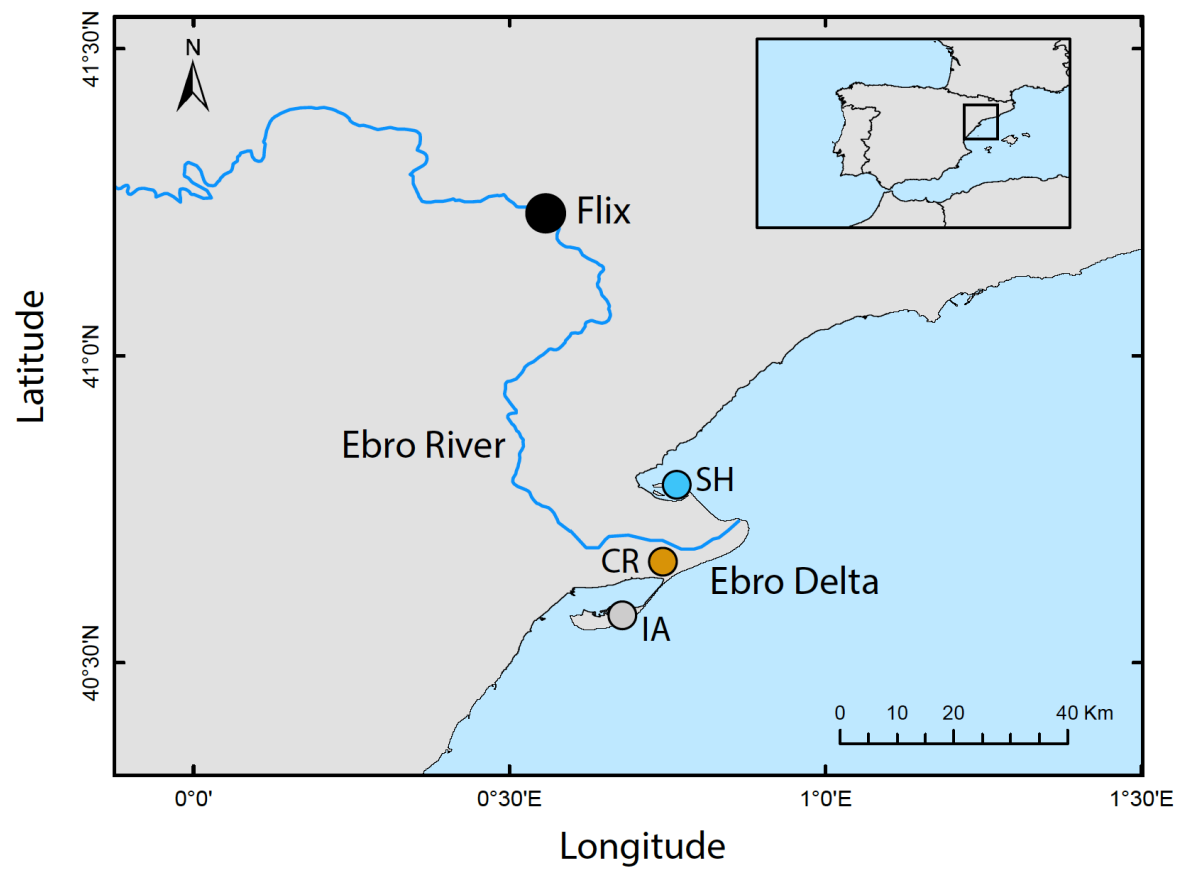 41°30'N
N
Flix
Latitude
41°0'N
Ebro River
SH
CR
Ebro Delta
IA
40°30'N
0 10 20 40 Km
0°0' 0°30'E 1°0'E 1°30'E
Longitude